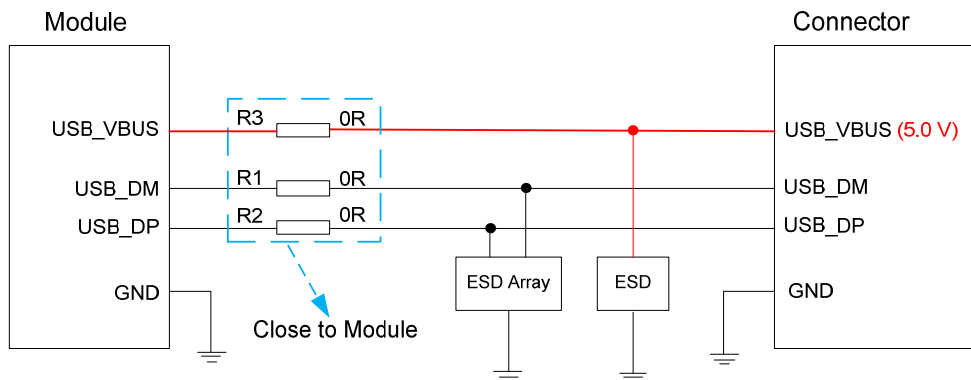 Module
Connector
R3 0R
USB_VBUS
USB_VBUS (5.0 V)
R1 0R
USB_DM
USB_DM
R2 0R
USB_DP
USB_DP
ESD Array
ESD
GND
GND
Close to Module